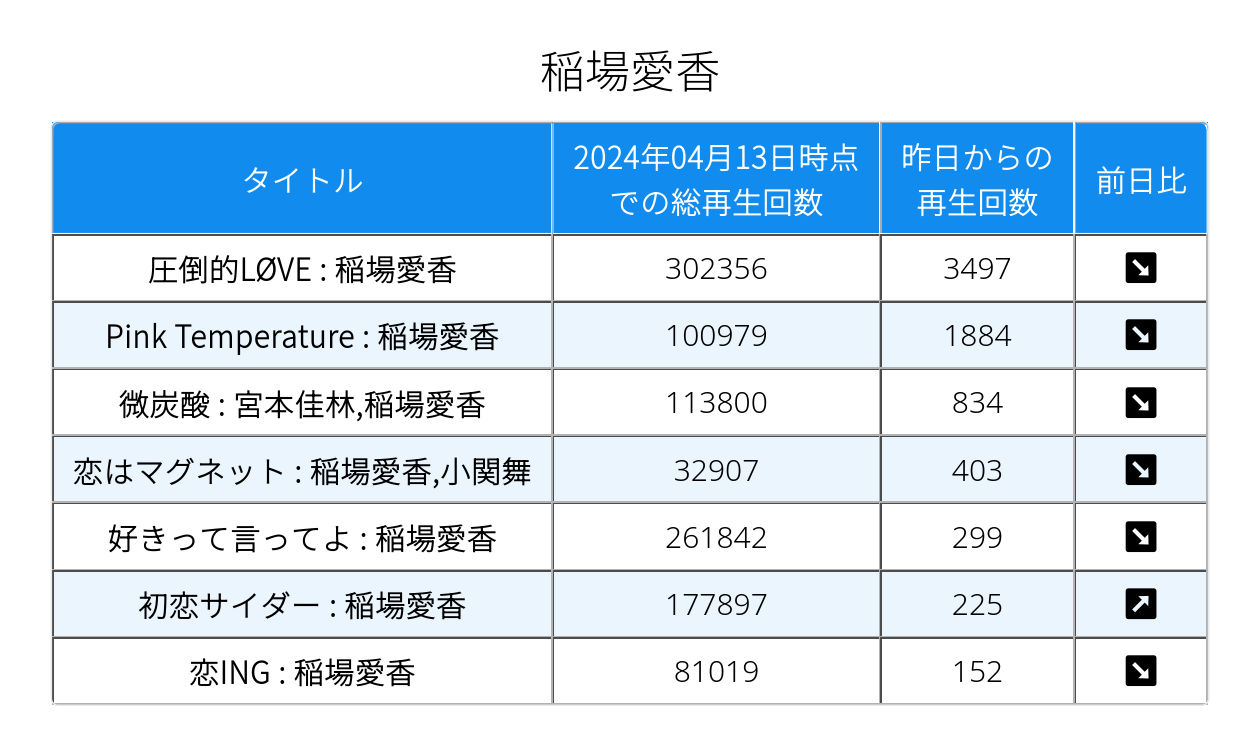 稲場愛香
タイトル
2024年04月13日時点
での総再生回数
昨日からの
再生回数
前日比
圧倒的LØVE : 稲場愛香 302356 3497 ↘
Pink Temperature : 稲場愛香 100979 1884 ↘
微炭酸 : 宮本佳林,稲場愛香 113800 834 ↘
恋はマグネット : 稲場愛香,小関舞 32907 403 ↘
好きって言ってよ : 稲場愛香 261842 299 ↘
初恋サイダー : 稲場愛香 177897 225 ↗
恋ING : 稲場愛香 81019 152 ↘